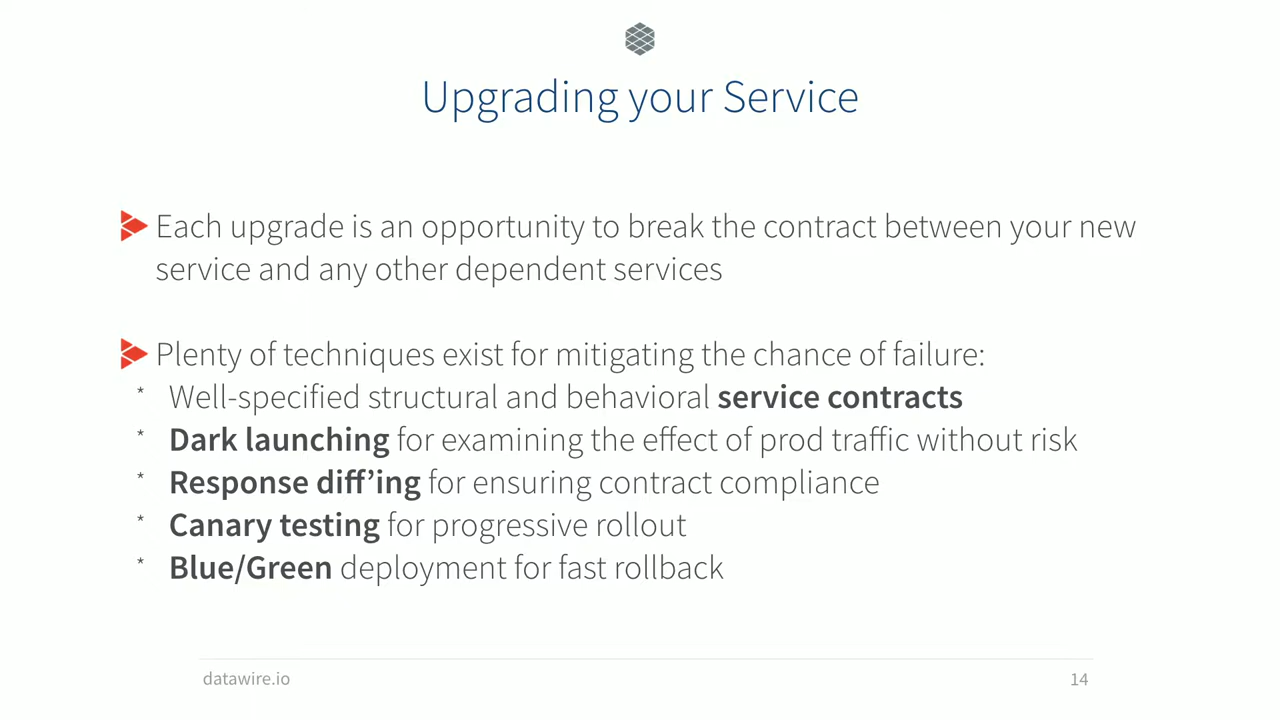 Upgrading your Service
Each upgrade is an opportunity to break the contract between your new
service and any other dependent services
Plenty of techniques exist for mitigating the chance of failure:
* Well-specified structural and behavioral service contracts
* Dark launching for examining the effect of prod traffic without risk
* Response diff’ing for ensuring contract compliance
* Canary testing for progressive rollout
* Blue/Green deployment for fast rollback
datawire.io
14